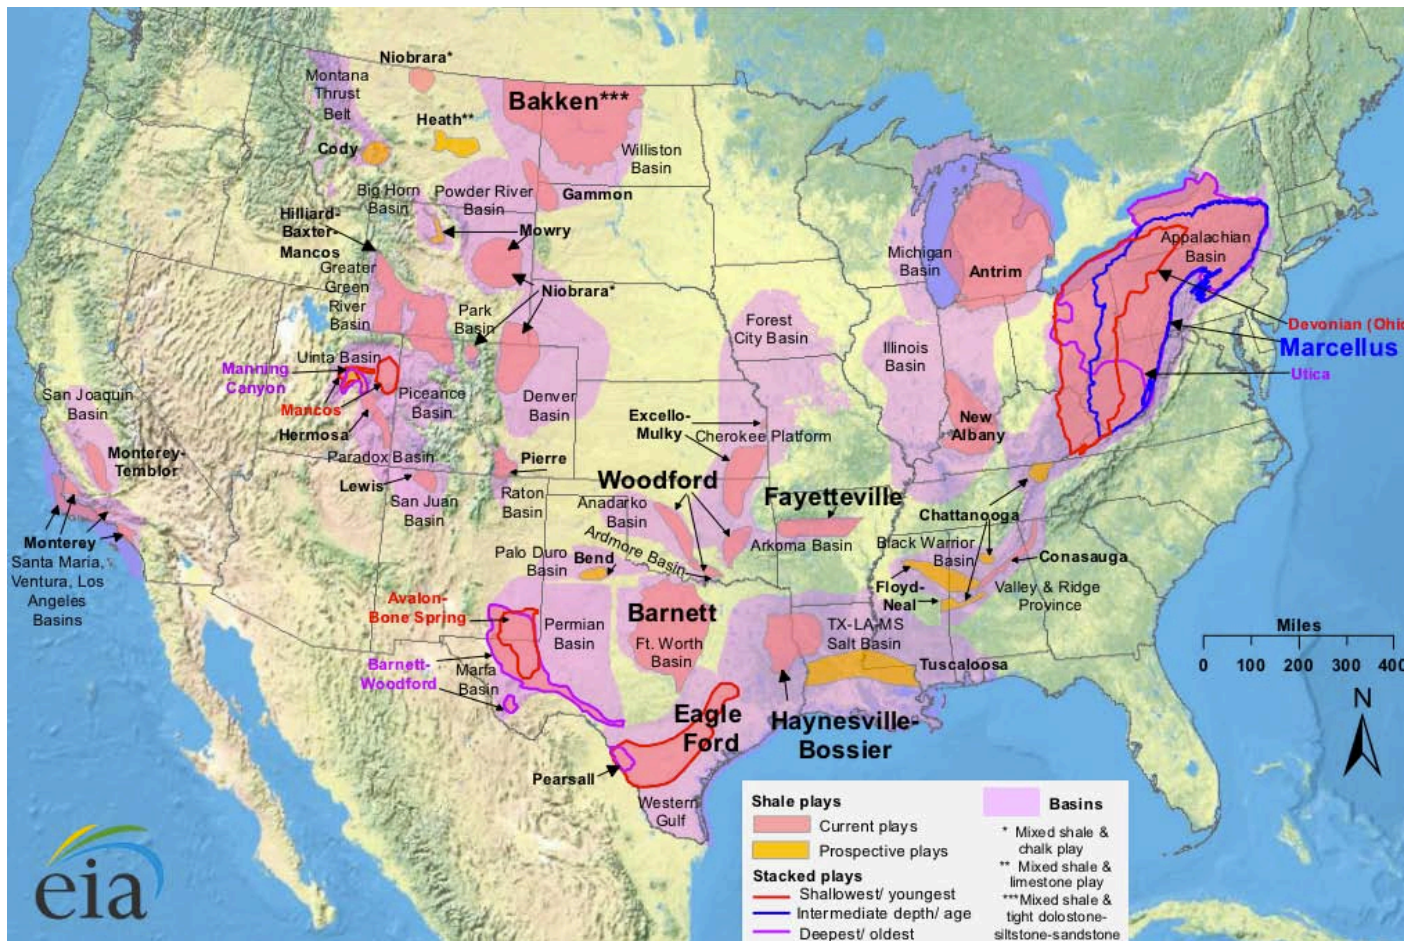 Niobrara*
Montana
Thrust
Belt
Bakken***
Heath**
Cody
Williston
Basin
Big Horn
Basin
Powder River
Basin
Gammon
Hilliard-
Baxter-
Mancos
Mowry
Greater
Green
River
Basin
Niobrara*
Park
Basin
Michigan
Basin
Antrim
Appalachian
Basin
Devonian (Ohio
Marcellus
Utica
Forest
City Basin
Illinois
Basin
Uinta Basin
Manning
Canyon
Mancos
Piceance
Basin
Denver
Basin
San Joaquin
Basin
Hermosa
Excello-
Mulky
Cherokee Platform
New
Albany
Monterey-
Temblor
Paradox Basin
Pierre
Lewis
San Juan
Basin
Raton
Basin
Woodford
Anadarko
Basin
Fayetteville
Chattanooga
Monterey
Santa Maria,
Ventura, Los
Angeles
Basins
Palo Duro
Basin
Bend
Ardmore Basin
Arkoma Basin
Black Warrior
Basin
Conasauga
Floyd-
Neal
Valley & Ridge
Province
Avalon-
Bone Spring
Permian
Basin
Barnett
Ft. Worth
Basin
TX-LA-MS
Salt Basin
Tuscaloosa
Barnett-
Woodford
Marfa
Basin
Eagle
Ford
Haynesville-
Bossier
Pearsall
Western
Gulf
Miles
0 100 200 300 400
N
Shale plays
Current plays
Prospective plays
Stacked plays
Shallowest/ youngest
Intermediate depth/ age
Deepest/ oldest
Basins
* Mixed shale &
chalk play
** Mixed shale &
limestone play
***Mixed shale &
tight dolostone-
siltstone-sandstone
eia